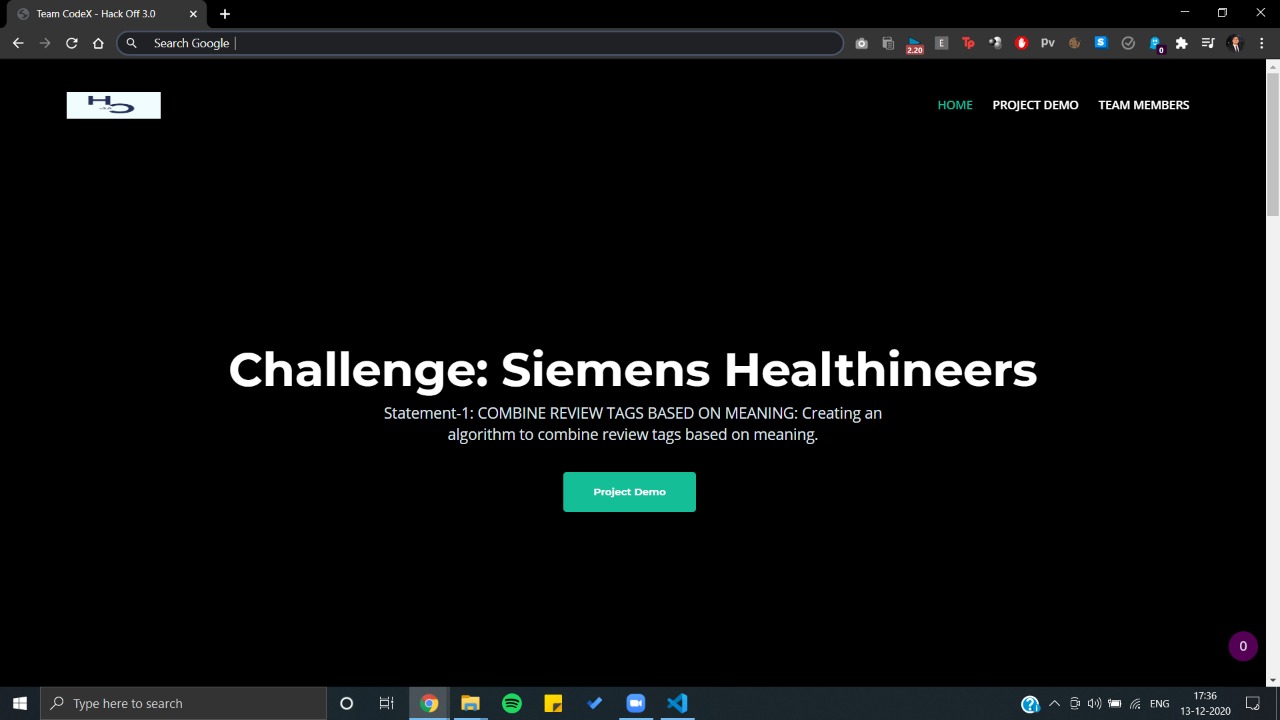 Team CodeX - Hack Off 3.0
Search Google
2.20
E
Tp
Pv
S
0
HO
HOME
PROJECT DEMO
TEAM MEMBERS
Challenge: Siemens Healthineers
Statement-1: COMBINE REVIEW TAGS BASED ON MEANING: Creating an
algorithm to combine review tags based on meaning.
Project Demo
0
Type here to search
ENG
17:36
13-12-2020